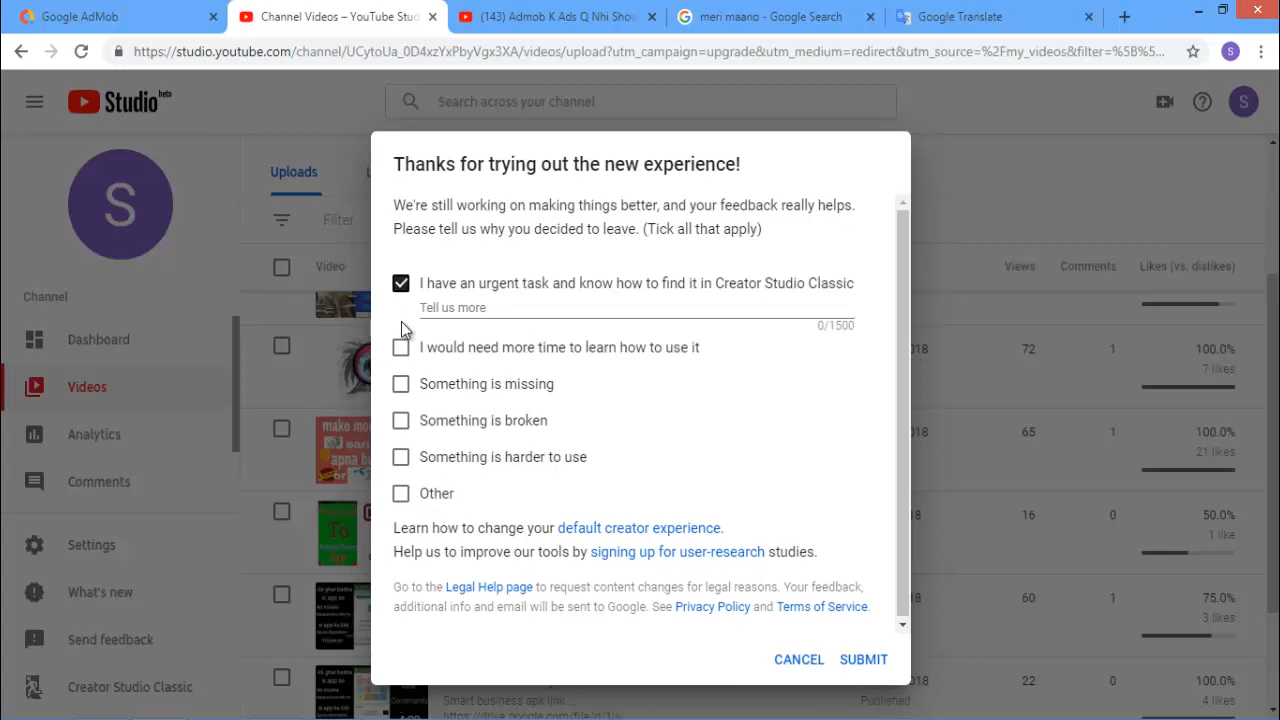 Google AdMob
Channel Videos – YouTube Stu
(143) Admob K Ads Q Nhi Show
meri maano - Google Search
Google Translate
https://studio.youtube.com/channel/UCytoUa_0D4xzYxPbyVgx3XA/videos/upload?utm_campaign=upgrade&utm_medium=redirect&utm_source=%2Fmy_videos&filter=%5B%5...
S
Studio beta
Search across your channel
S
S
Uploads
Filter
Video
Views
Comments
Likes (vs. dislikes)
Channel
Dashboard
Videos
Analytics
Comments
Settings
What's new
Send feedback
Creator Studio Classic
Thanks for trying out the new experience!
We're still working on making things better, and your feedback really helps.
Please tell us why you decided to leave. (Tick all that apply)
I have an urgent task and know how to find it in Creator Studio Classic
Tell us more
0/1500
I would need more time to learn how to use it
Something is missing
Something is broken
Something is harder to use
Other
Learn how to change your default creator experience.
Help us to improve our tools by signing up for user-research studies.
Go to the Legal Help page to request content changes for legal reasons. Your feedback,
additional info and email will be sent to Google. See Privacy Policy and Terms of Service.
CANCEL
SUBMIT
2018 72 1 100.0%
7 likes
make mo
apna b
018 65 1 100.0%
21 likes
To
018 16 0 50.0%
1 like
018 60 1 75.0%
3 likes
018 22 0 80.0%
4 likes
Smart business apk link....
Published